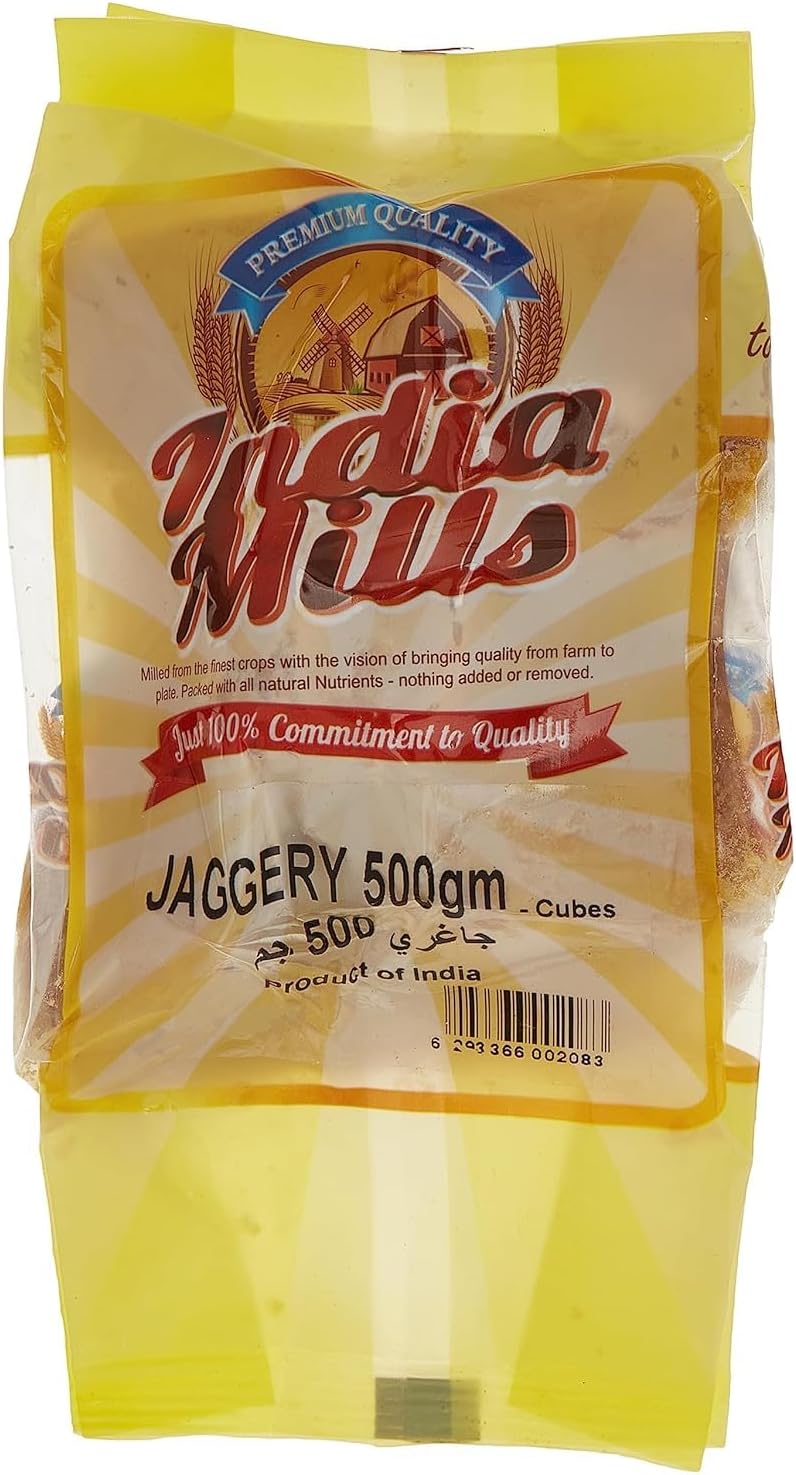 PREMIUM QUALITY
India
Mills
Milled from the finest crops with the vision of bringing quality from farm to
plate. Packed with all natural Nutrients - nothing added or removed.
Just 100% Commitment to Quality
JAGGERY 500gm - Cubes
جاغري 500 جم
Product of India
6 293 366 002083